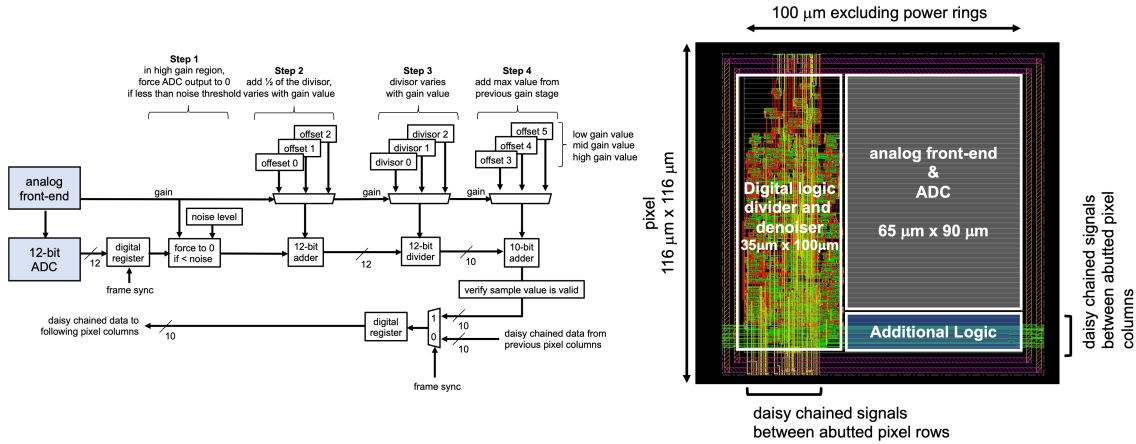 Step 1
in high gain region,
force ADC output to 0
if less than noise threshold
Step 2
add ½ of the divisor,
varies with gain value
Step 3
divisor varies
with gain value
Step 4
add max value from
previous gain stage
offset 2
offset 1
offeset 0
divisor 2
divisor 1
divisor 0
offset 5
offset 4
offset 3
low gain value
mid gain value
high gain value
analog
front-end
gain
gain
gain
noise level
12-bit
ADC
12
digital
register
frame sync
force to 0
if < noise
12-bit
adder
12
12-bit
divider
10
10-bit
adder
verify sample value is valid
daisy chained data to
following pixel columns
10
digital
register
1
0
10
10
daisy chained data from
previous pixel columns
frame sync
100 μm excluding power rings
pixel
116 μm x 116 μm
Digital logic
divider and
denoiser
35μm x 100μm
analog front-end
&
ADC
65 μm x 90 μm
Additional Logic
daisy chained signals
between abutted pixel
columns
daisy chained signals
between abutted pixel rows